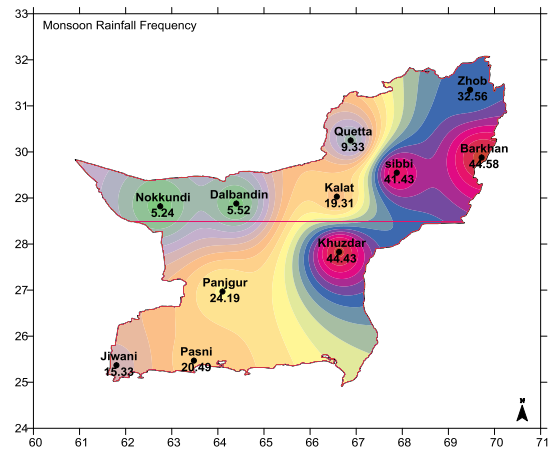 33
Monsoon Rainfall Frequency
32
Zhob
32.56
31
Quetta
9.33
Barkhan
44.58
30
sibbi
41.43
Kalat
19.31
Nokkundi
5.24
Dalbandin
5.52
29
28
Khuzdar
44.43
27
Panjgur
24.19
26
Jiwani
15.33
Pasni
20.49
25
N
24
60 61 62 63 64 65 66 67 68 69 70 71